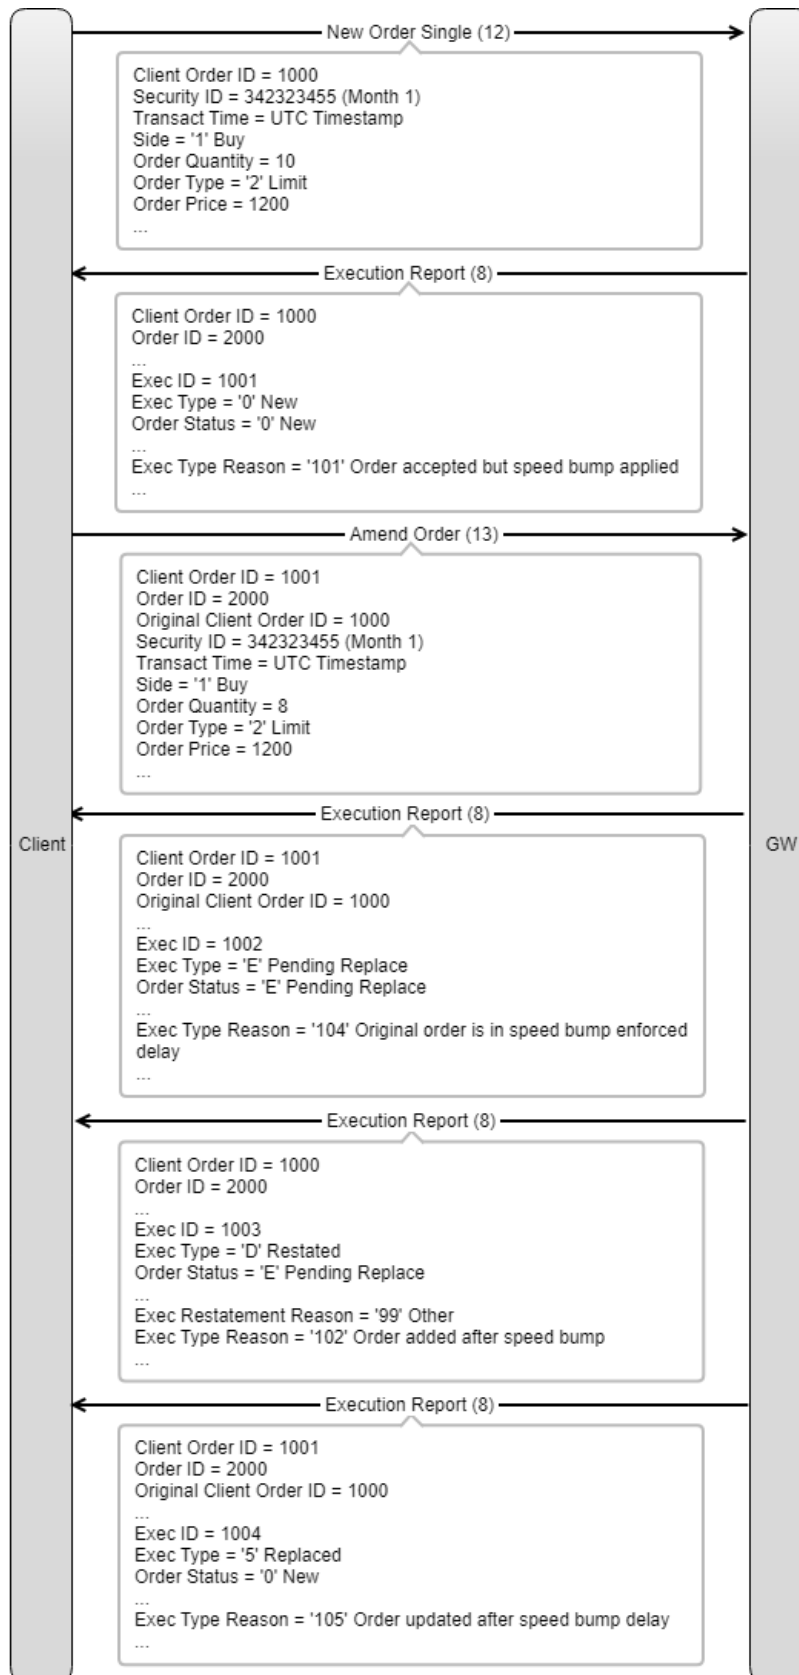 New Order Single (12)
Client Order ID = 1000
Security ID = 342323455 (Month 1)
Transact Time = UTC Timestamp
Side = '1' Buy
Order Quantity = 10
Order Type = '2' Limit
Order Price = 1200
...
Execution Report (8)
Client Order ID = 1000
Order ID = 2000
...
Exec ID = 1001
Exec Type = '0' New
Order Status = '0' New
...
Exec Type Reason = '101' Order accepted but speed bump applied
...
Amend Order (13)
Client Order ID = 1001
Order ID = 2000
Original Client Order ID = 1000
Security ID = 342323455 (Month 1)
Transact Time = UTC Timestamp
Side = '1' Buy
Order Quantity = 8
Order Type = '2' Limit
Order Price = 1200
...
Execution Report (8)
Client
GW
Client Order ID = 1001
Order ID = 2000
Original Client Order ID = 1000
...
Exec ID = 1002
Exec Type = 'E' Pending Replace
Order Status = 'E' Pending Replace
...
Exec Type Reason = '104' Original order is in speed bump enforced
delay
...
Execution Report (8)
Client Order ID = 1000
Order ID = 2000
...
Exec ID = 1003
Exec Type = 'D' Restated
Order Status = 'E' Pending Replace
...
Exec Restatement Reason = '99' Other
Exec Type Reason = '102' Order added after speed bump
...
Execution Report (8)
Client Order ID = 1001
Order ID = 2000
Original Client Order ID = 1000
...
Exec ID = 1004
Exec Type = '5' Replaced
Order Status = '0' New
...
Exec Type Reason = '105' Order updated after speed bump delay
...